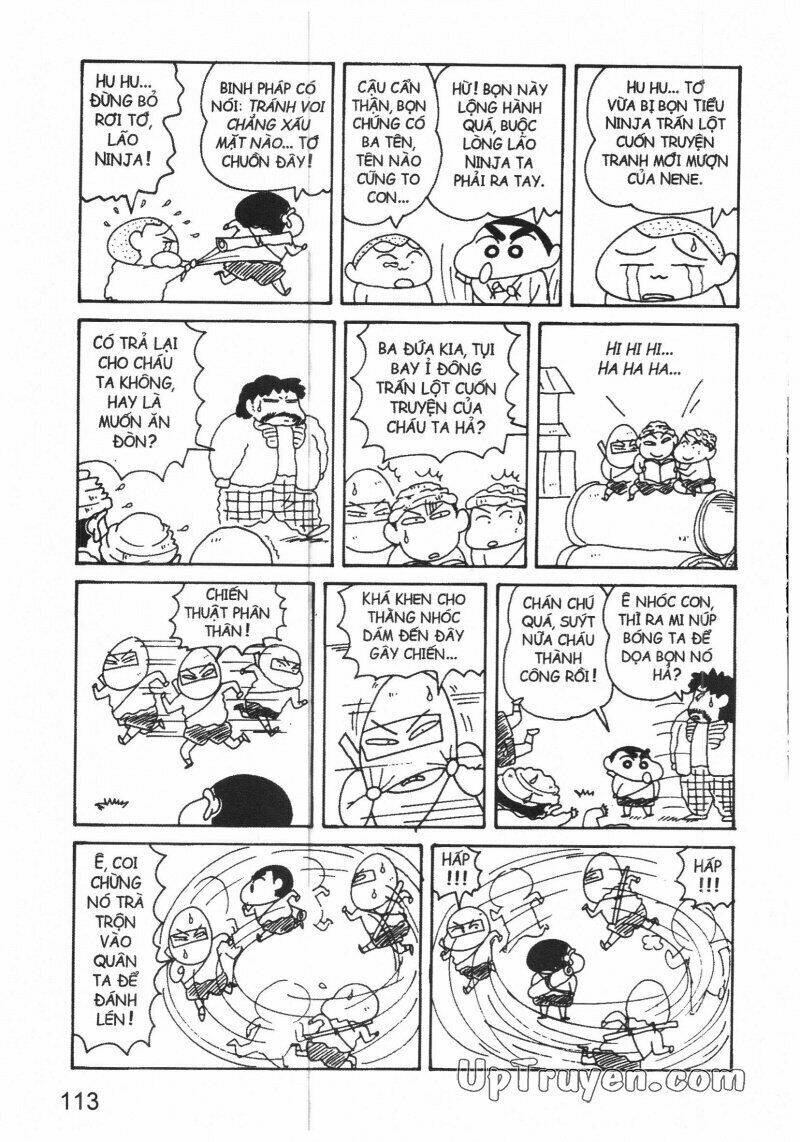 HU HU... TỚ
VỪA BỊ BỌN TIỂU
NINJA TRẤN LỘT
CUỐN TRUYỆN
TRANH MỚI MƯỢN
CỦA NENE.
HỪ! BỌN NÀY
LỘNG HÀNH
QUÁ, BUỘC
LÒNG LÃO
NINJA TA
PHẢI RA TAY.
CẬU CẨN
THẬN, BỌN
CHÚNG CÓ
BA TÊN,
TÊN NÀO
CŨNG TO
CON...
BINH PHÁP CÓ
NÓI: TRÁNH VOI
CHẲNG XẤU
MẶT NÀO... TỚ
CHUỒN ĐÂY!
HU HU...
ĐỪNG BỎ
RƠI TỚ,
LÃO
NINJA!
HI HI HI...
HA HA HA...
BA ĐỨA KIA, TỤI
BAY Ỉ ĐÔNG
TRẤN LỘT CUỐN
TRUYỆN CỦA
CHÁU TA HẢ?
CÓ TRẢ LẠI
CHO CHÁU
TA KHÔNG,
HAY LÀ
MUỐN ĂN
ĐÒN?
Ê NHÓC CON,
THÌ RA MI NÚP
BÓNG TA ĐỂ
DỌA BỌN NÓ
HẢ?
CHÁN CHÚ
QUÁ, SUÝT
NỮA CHÁU
THÀNH
CÔNG RỒI!
KHÁ KHEN CHO
THẰNG NHÓC
DÁM ĐẾN ĐÂY
GÂY CHIẾN...
CHIẾN
THUẬT PHÂN
THÂN!
HẤP
!!!
HẤP
!!!
Ê, COI
CHỪNG
NÓ TRÀ
TRỘN
VÀO
QUÂN
TA ĐỂ
ĐÁNH
LÉN!
113
UpTruyen.com